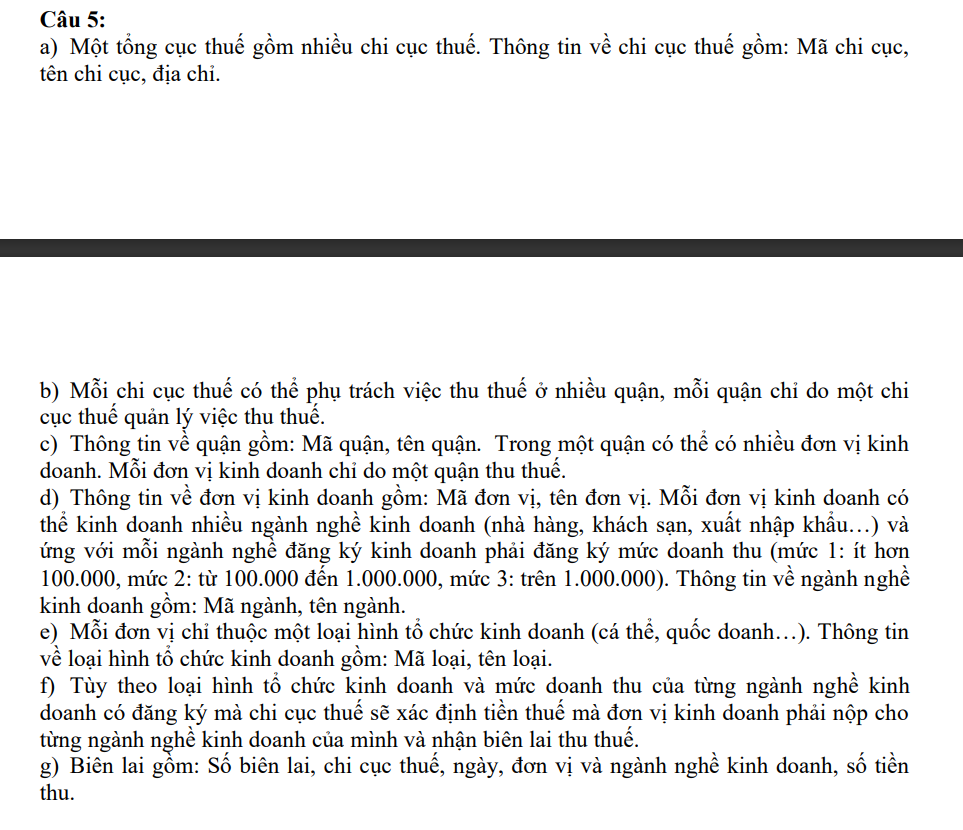 Câu 5:
a) Một tổng cục thuế gồm nhiều chi cục thuế. Thông tin về chi cục thuế gồm: Mã chi cục,
tên chi cục, địa chỉ.
b) Mỗi chi cục thuế có thể phụ trách việc thu thuế ở nhiều quận, mỗi quận chỉ do một chi
cục thuế quản lý việc thu thuế.
c) Thông tin về quận gồm: Mã quận, tên quận. Trong một quận có thể có nhiều đơn vị kinh
doanh. Mỗi đơn vị kinh doanh chỉ do một quận thu thuế.
d) Thông tin về đơn vị kinh doanh gồm: Mã đơn vị, tên đơn vị. Mỗi đơn vị kinh doanh có
thể kinh doanh nhiều ngành nghề kinh doanh (nhà hàng, khách sạn, xuất nhập khẩu…) và
ứng với mỗi ngành nghề đăng ký kinh doanh phải đăng ký mức doanh thu (mức 1: ít hơn
100.000, mức 2: từ 100.000 đến 1.000.000, mức 3: trên 1.000.000). Thông tin về ngành nghề
kinh doanh gồm: Mã ngành, tên ngành.
e) Mỗi đơn vị chỉ thuộc một loại hình tổ chức kinh doanh (cá thể, quốc doanh…). Thông tin
về loại hình tổ chức kinh doanh gồm: Mã loại, tên loại.
f) Tùy theo loại hình tổ chức kinh doanh và mức doanh thu của từng ngành nghề kinh
doanh có đăng ký mà chi cục thuế sẽ xác định tiền thuế mà đơn vị kinh doanh phải nộp cho
từng ngành nghề kinh doanh của mình và nhận biên lai thu thuế.
g) Biên lai gồm: Số biên lai, chi cục thuế, ngày, đơn vị và ngành nghề kinh doanh, số tiền
thu.